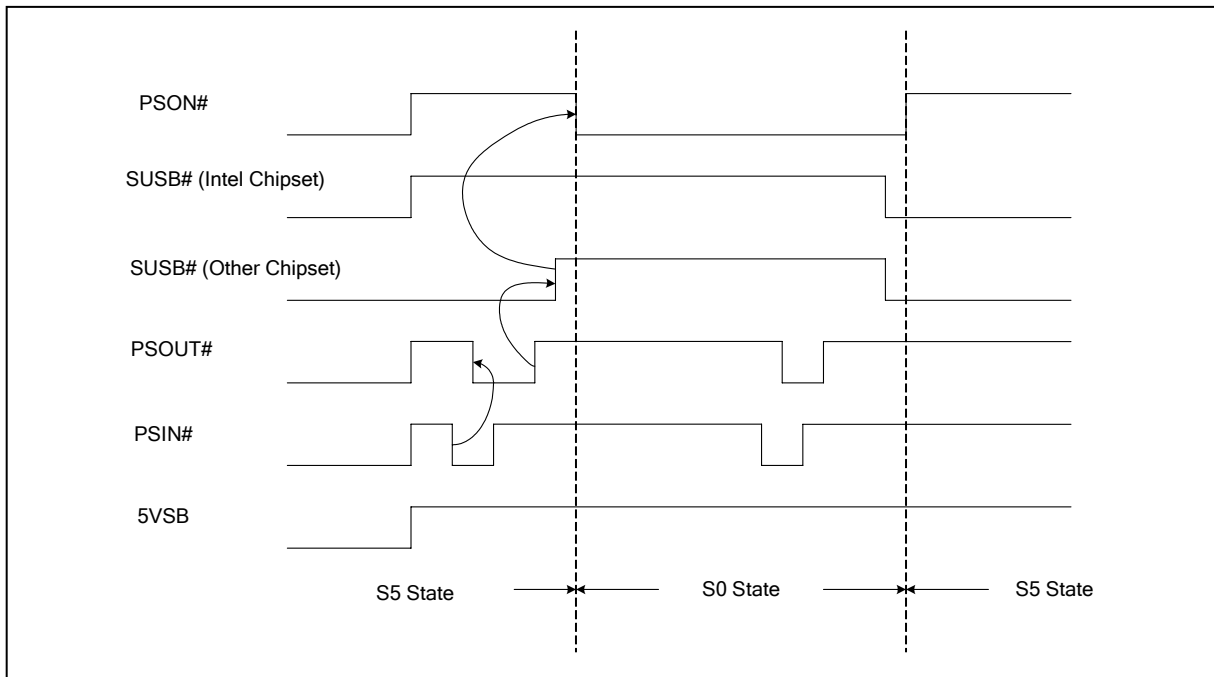 PSON#
SUSB# (Intel Chipset)
SUSB# (Other Chipset)
PSOUT#
PSIN#
5VSB
S5 State
S0 State
S5 State